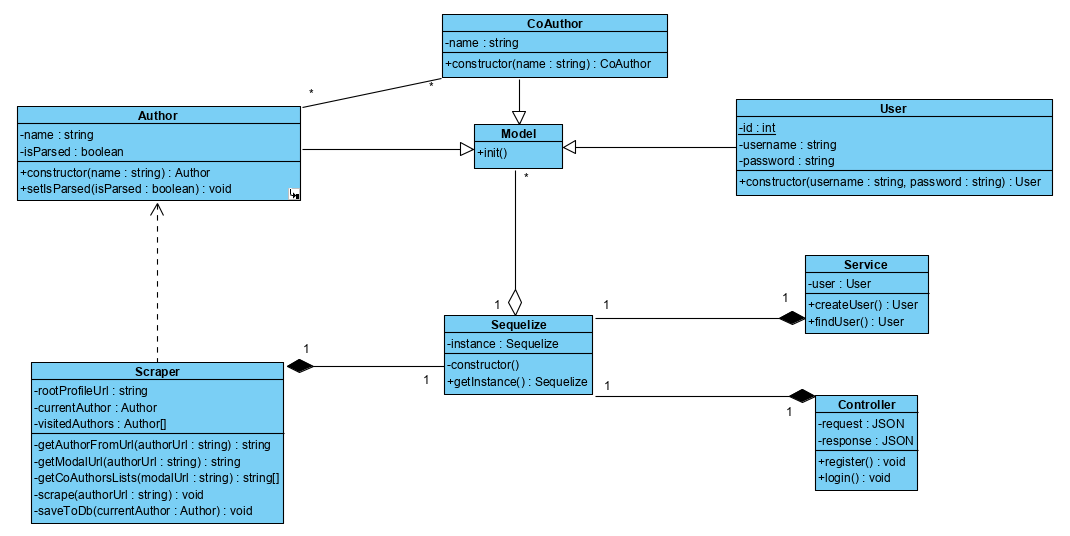 CoAuthor
-name : string
+constructor(name : string) : CoAuthor
*
*
Author
-name : string
-isParsed : boolean
+constructor(name : string) : Author
+setIsParsed(isParsed : boolean) : void
Model
+init()
*
User
-id : int
-username : string
-password : string
+constructor(username : string, password : string) : User
Service
-user : User
+createUser() : User
+findUser() : User
1
1
1
Sequelize
-instance : Sequelize
-constructor()
+getInstance() : Sequelize
1
1
1
1
Scraper
-rootProfileUrl : string
-currentAuthor : Author
-visitedAuthors : Author[]
-getAuthorFromUrl(authorUrl : string) : string
-getModalUrl(authorUrl : string) : string
-getCoAuthorsLists(modalUrl : string) : string[]
-scrape(authorUrl : string) : void
-saveToDb(currentAuthor : Author) : void
Controller
-request : JSON
-response : JSON
+register() : void
+login() : void